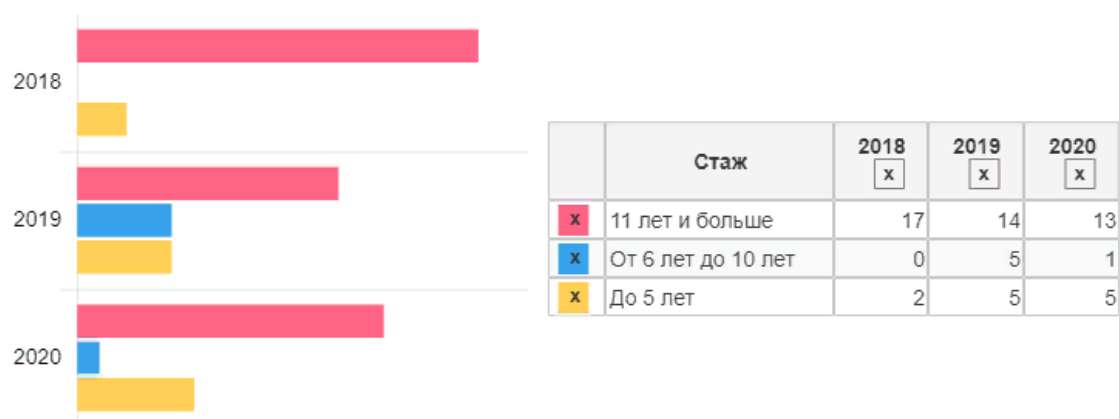 2018
2019
2020
Стаж 2018 2019 2020
x x x
x 11 лет и больше 17 14 13
x От 6 лет до 10 лет 0 5 1
x До 5 лет 2 5 5